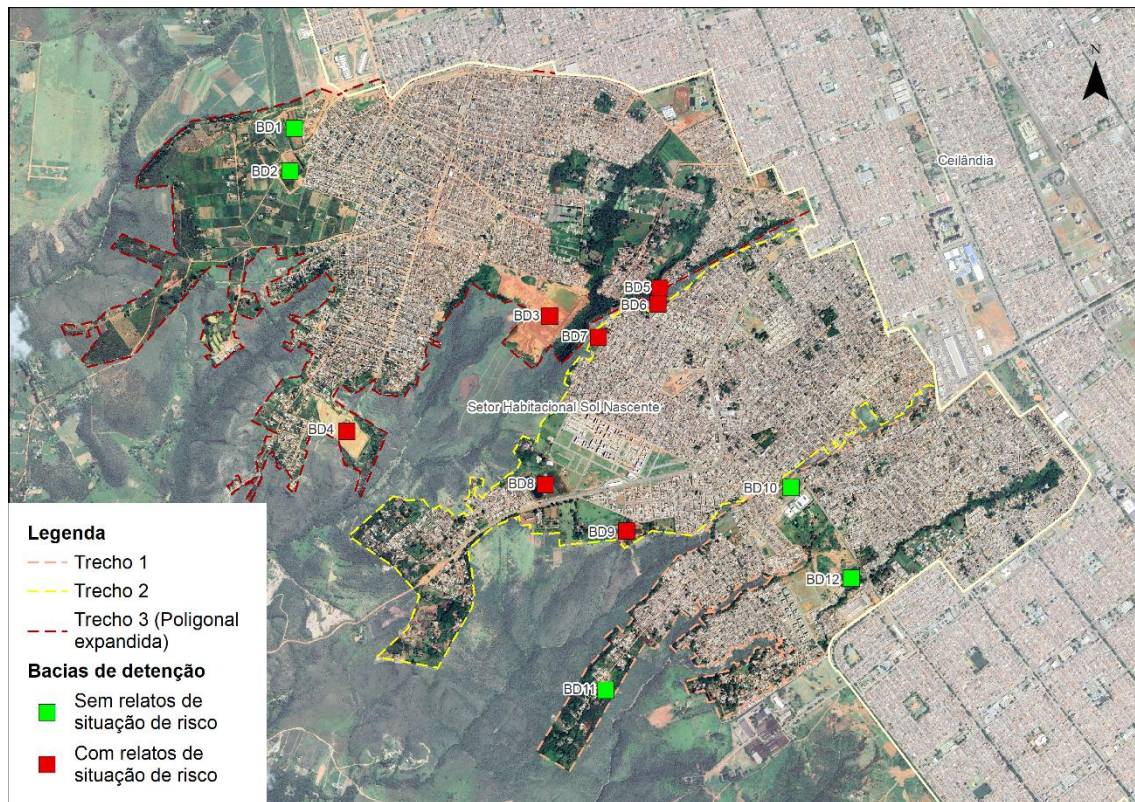 N
BD1
Ceilândia
BD2
BD5
BD6
BD3
BD7
Setor Habitacional Sol Nascente
BD4
BD8
BD10
BD9
BD12
BD11
Legenda
Trecho 1
Trecho 2
Trecho 3 (Poligonal
expandida)
Bacias de detenção
Sem relatos de
situação de risco
Com relatos de
situação de risco